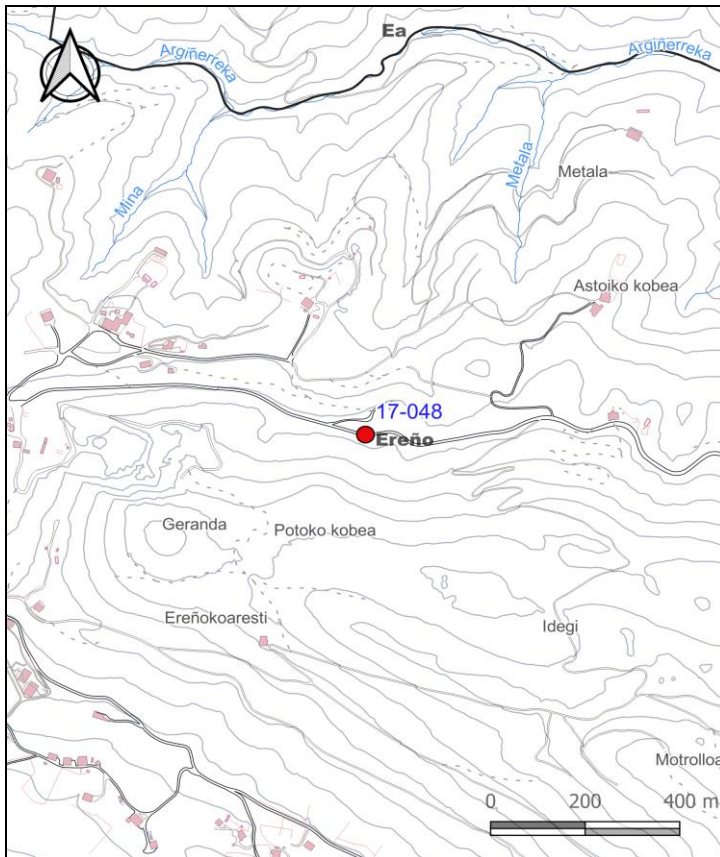 Ea
Argiñerreka
Argiñerreka
Mina
Metala
Metala
Astoiko kobea
17-048
Ereño
Geranda
Potoko kobea
Ereñokoaresti
Idegi
Motrolloa
0 200 400 m